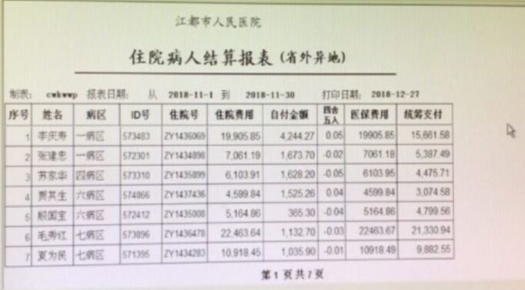 江都市人民医院
住院病人结算报表(省外异地)
制表: cwkwwp 报表日期: 从 2018-11-1 到 2018-11-30 打印日期: 2018-12-27
序号 姓名 病区 ID号 住院号 住院费用 自付金额 四舍五入 医保费用 统筹支付
1 李庆寿 一病区 573483 ZY1436069 19,905.85 4,244.27 0.05 19905.85 15,661.58
2 张建忠 一病区 572301 ZY1434898 7,061.19 1,673.70 -0.02 7061.18 5,387.49
3 苏家华 四病区 573310 ZY1435899 6,103.91 1,628.20 -0.05 6103.95 4,475.71
4 贾其生 六病区 574866 ZY1437436 4,599.84 1,525.26 0.04 4599.84 3,074.58
5 殷国宝 六病区 572412 ZY1435008 5,164.86 365.30 -0.04 5164.86 4,799.56
6 毛秀红 七病区 573896 ZY1436478 22,463.64 1,132.70 -0.03 22463.67 21,330.94
7 夏为民 七病区 571395 ZY1434283 10,918.45 1,035.90 -0.01 10918.49 9,882.55
第1页共7页